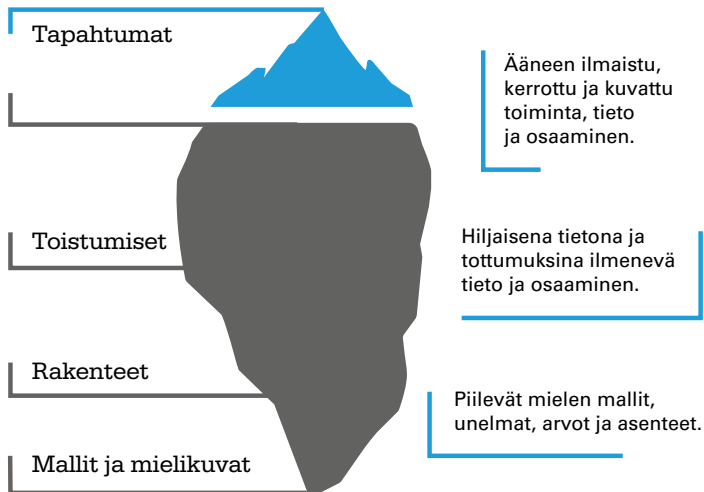 Tapahtumat
Ääneen ilmaistu,
kerrottu ja kuvattu
toiminta, tieto
ja osaaminen.
Toistumiset
Hiljaisena tietona ja
tottumuksina ilmenevä
tieto ja osaaminen.
Rakenteet
Piilevät mielen mallit,
unelmat, arvot ja asenteet.
Mallit ja mielikuvat